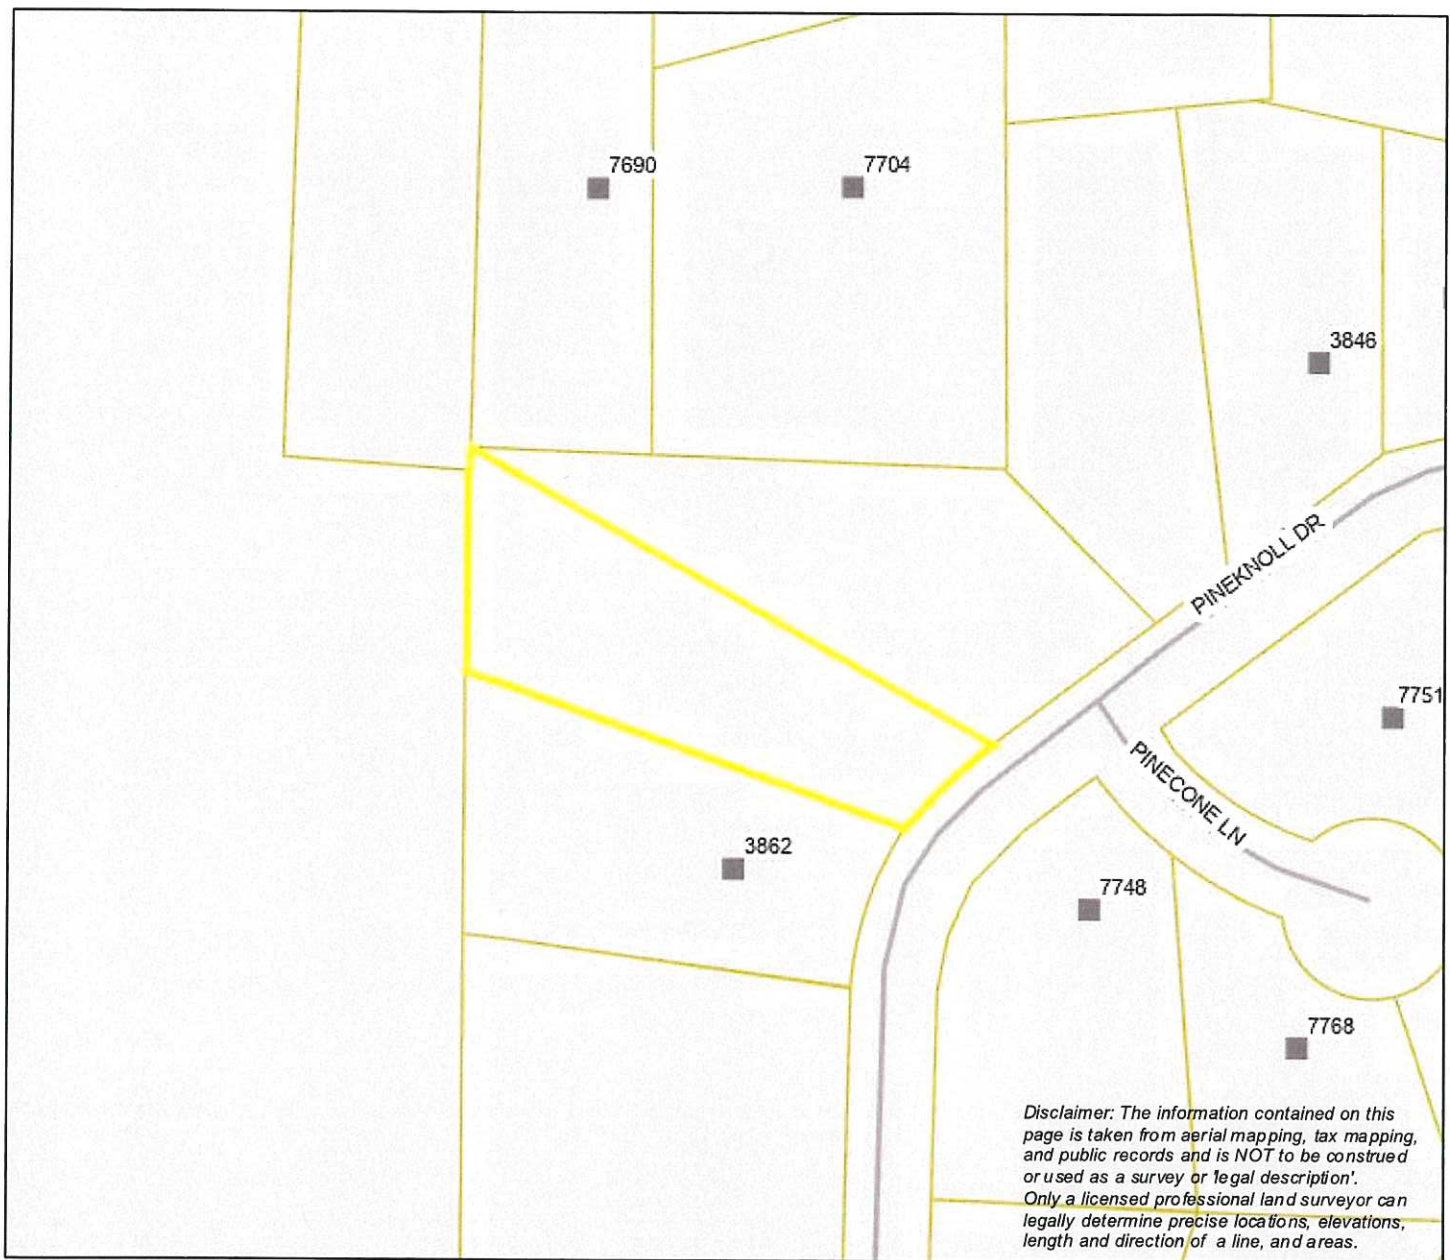 7690
7704
3846
PINEKNOLL DR
7751
PINECONE LN
3862
7748
7768
Disclaimer: The information contained on this
page is taken from aerial mapping, tax mapping,
and public records and is NOT to be construed
or used as a survey or 'legal description'.
Only a licensed professional land surveyor can
legally determine precise locations, elevations,
length and direction of a line, and areas.